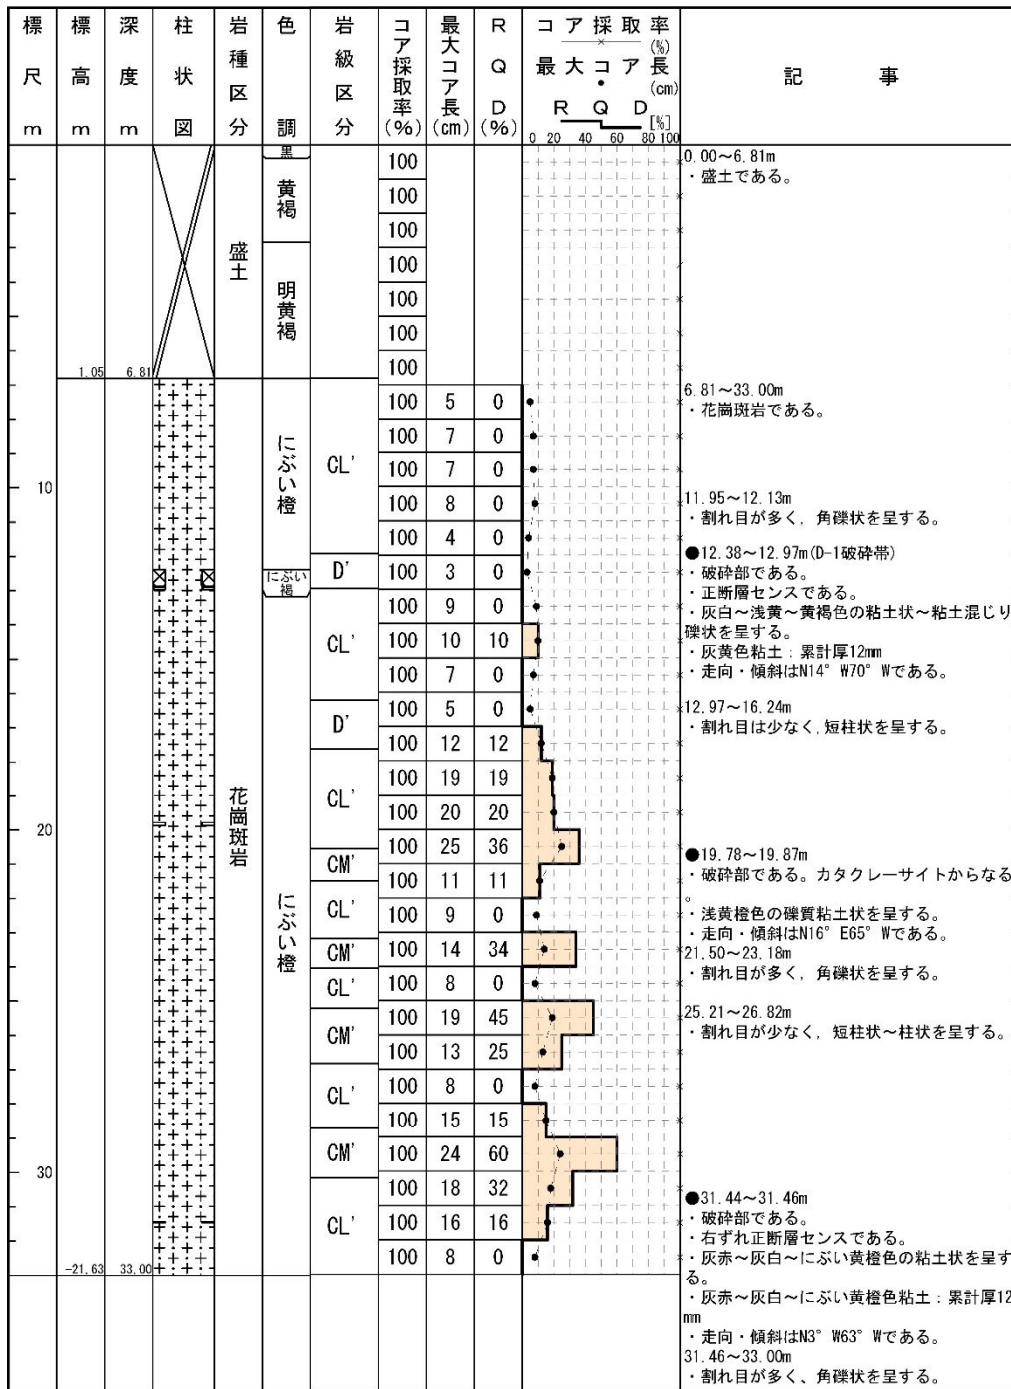 標尺m 標高m 深度m 柱状図 岩種区分 色調 岩級区分 コア採取率(%) 最大コア長(cm) RQD(%) コア採取率(%) 最大コア長(cm) RQD[%] 記事
0 20 40 60 80 100
黒
100
0.00~6.81m
・盛土である。
黄褐
100
100
盛土
明黄褐
100
100
100
100
1.05 6.81
6.81~33.00m
100 5 0
・花崗斑岩である。
100 7 0
にぶい橙
CL'
100 7 0
10
100 8 0
11.95~12.13m
・割れ目が多く, 角礫状を呈する。
100 4 0
●12.38~12.97m(D-1破砕帯)
にぶい褐
D'
100 3 0
・破砕部である。
・正断層センスである。
100 9 0
・灰白~浅黄~黄褐色の粘土状~粘土混じり
礫状を呈する。
CL'
100 10 10
・灰黄色粘土:累計厚12mm
100 7 0
・走向・傾斜はN14°W70°Wである。
100 5 0
12.97~16.24m
・割れ目は少なく,短柱状を呈する。
D'
100 12 12
100 19 19
CL'
100 20 20
20
花崗斑岩
100 25 36
●19.78~19.87m
CM'
100 11 11
・破砕部である。カタクレーサイトからなる
。
CL'
100 9 0
・浅黄橙色の礫質粘土状を呈する。
・走向・傾斜はN16°E65°Wである。
にぶい橙
CM'
100 14 34
21.50~23.18m
・割れ目が多く, 角礫状を呈する。
CL'
100 8 0
25.21~26.82m
CM'
100 19 45
・割れ目が少なく, 短柱状~柱状を呈する。
100 13 25
CL'
100 8 0
100 15 15
CM'
100 24 60
30
100 18 32
●31.44~31.46m
CL'
100 16 16
・破砕部である。
・右ずれ正断層センスである。
100 8 0
・灰赤~灰白~にぶい黄橙色の粘土状を呈す
-21.63 33.00
る。
・灰赤~灰白~にぶい黄橙色粘土:累計厚12
mm
・走向・傾斜はN3°W63°Wである。
31.46~33.00m
・割れ目が多く、角礫状を呈する。